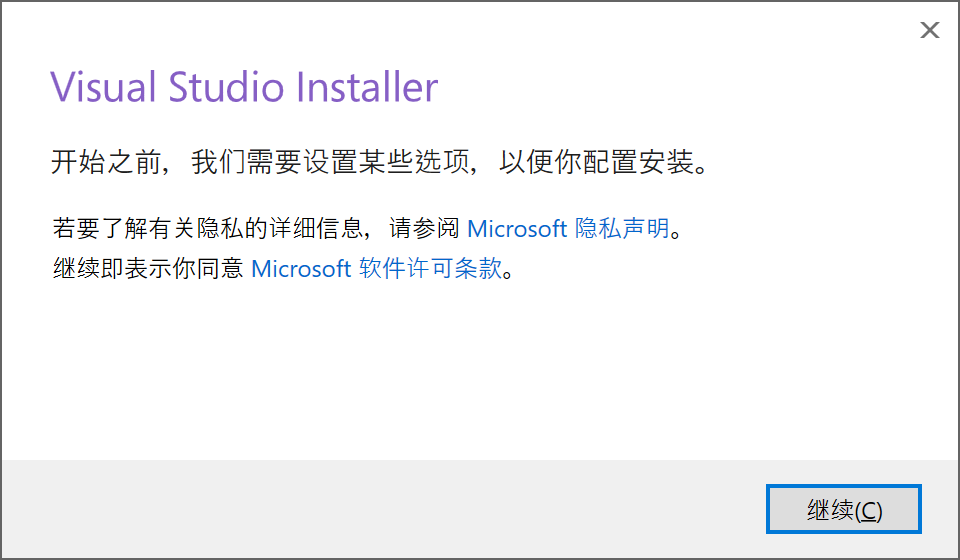 Visual Studio Installer
开始之前，我们需要设置某些选项，以便你配置安装。
若要了解有关隐私的详细信息，请参阅 Microsoft 隐私声明。
继续即表示你同意 Microsoft 软件许可条款。
继续(C)